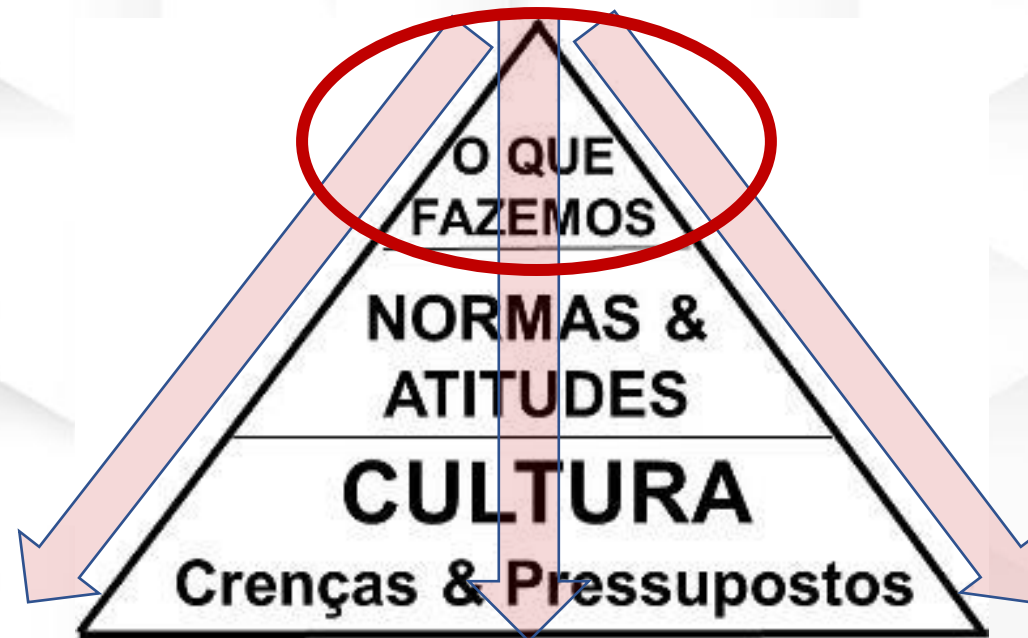 O QUE
FAZEMOS
NORMAS &
ATITUDES
CULTURA
Crenças & Pressupostos